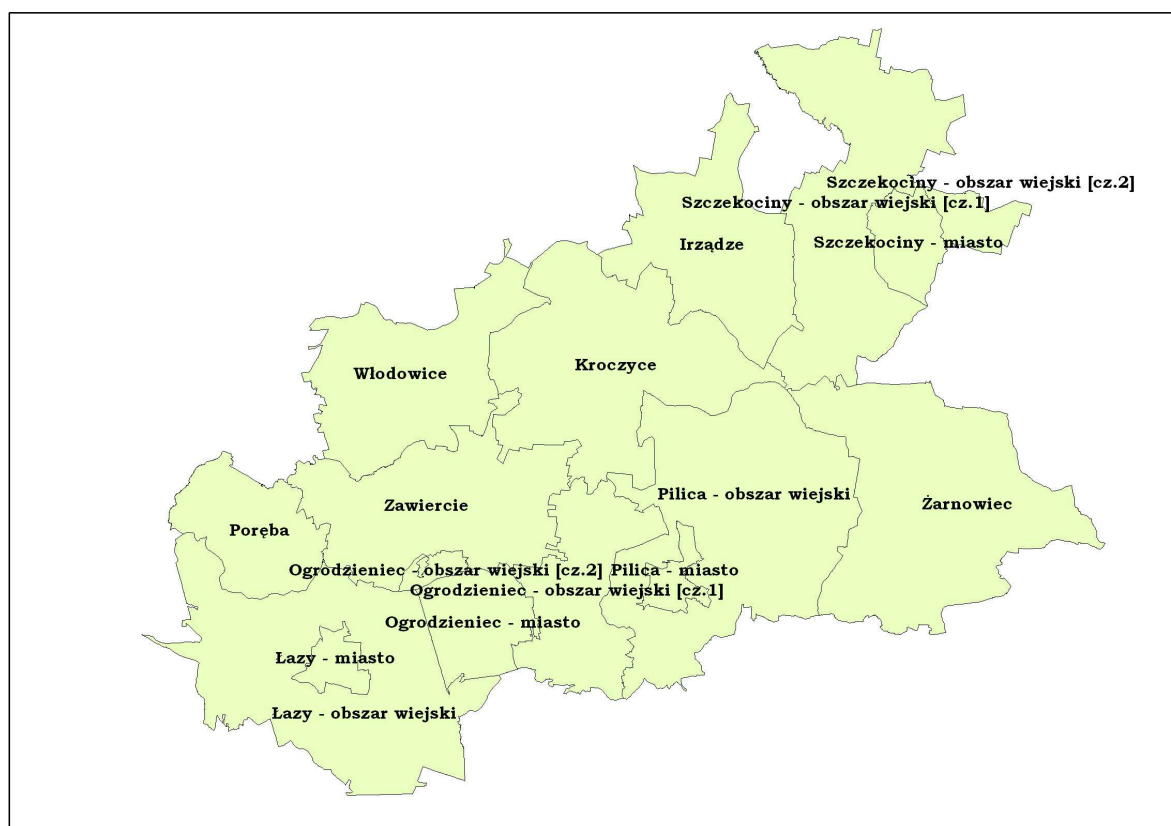 Szczekociny - obszar wiejski [cz.2]
Szczekociny - obszar wiejski [cz.1]
Irządze
Szczekociny - miasto
Kroczyce
Włodowice
Pilica - obszar wiejski
Żarnowiec
Zawiercie
Poręba
Ogrodzieniec - obszar wiejski [cz.2]
Pilica - miasto
Ogrodzieniec - obszar wiejski [cz.1]
Ogrodzieniec - miasto
Łazy - miasto
Łazy - obszar wiejski